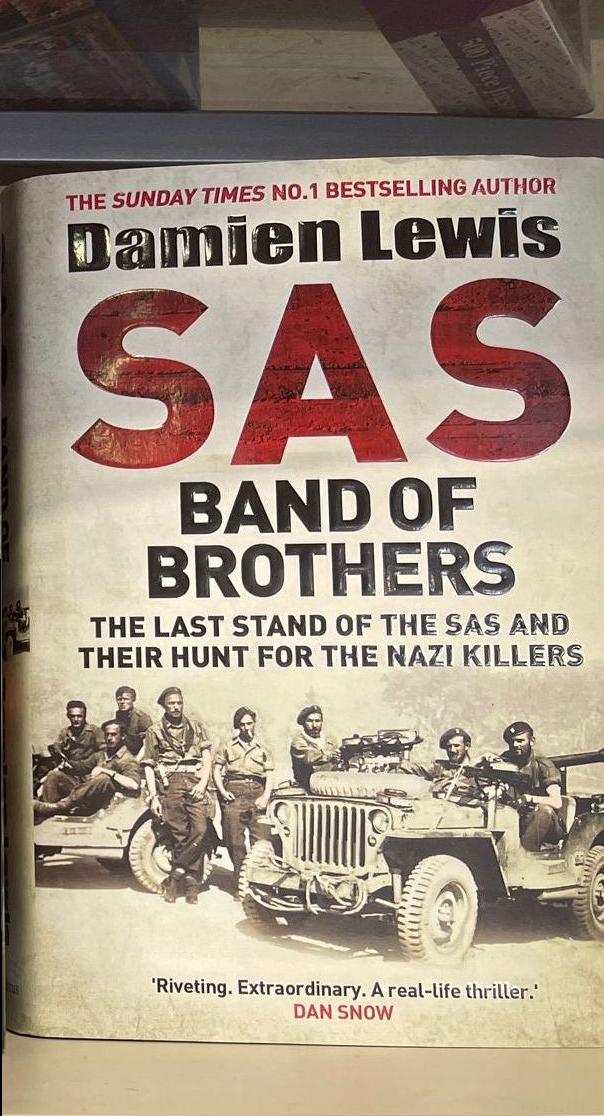 THE SUNDAY TIMES NO.1 BESTSELLING AUTHOR
Damien Lewis
SAS
BAND OF
BROTHERS
THE LAST STAND OF THE SAS AND
THEIR HUNT FOR THE NAZI KILLERS
'Riveting. Extraordinary. A real-life thriller.'
DAN SNOW